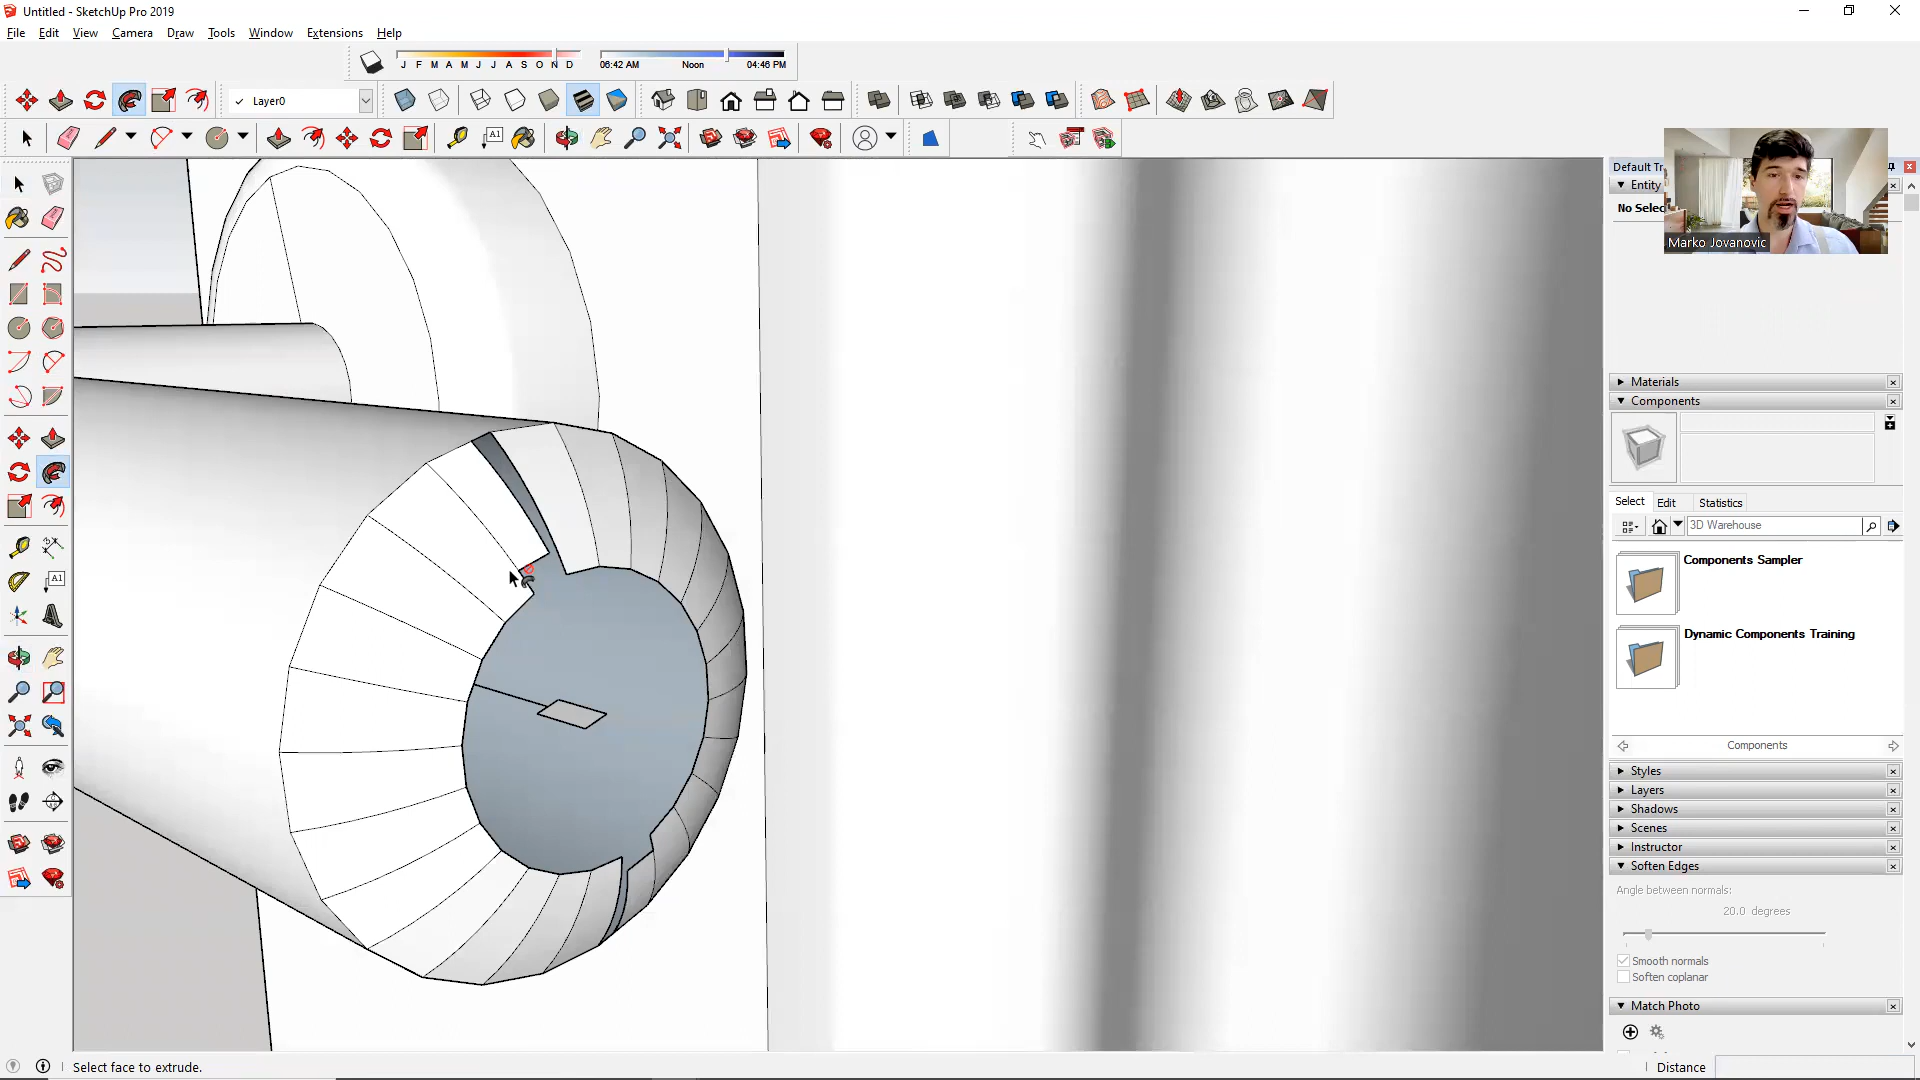 Untitled - SketchUp Pro 2019
File Edit View Camera Draw Tools Window Extensions Help
J F M A M J J A S O N D
06:42 AM Noon 04:46 PM
Layer0
A1
Default Tr
Entity
No Selec
Marko Jovanovic
Materials
Components
Select Edit Statistics
3D Warehouse
Components Sampler
Dynamic Components Training
Components
Styles
Layers
Shadows
Scenes
Instructor
Soften Edges
Angle between normals:
20.0 degrees
Smooth normals
Soften coplanar
Match Photo
A1
Select face to extrude.
Distance